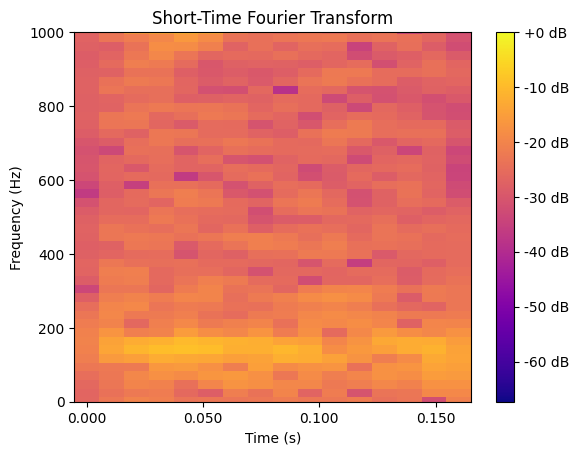 Short-Time Fourier Transform
1000
800
600
400
200
0
Frequency (Hz)
0.000
0.050
0.100
0.150
Time (s)
+0 dB
-10 dB
-20 dB
-30 dB
-40 dB
-50 dB
-60 dB